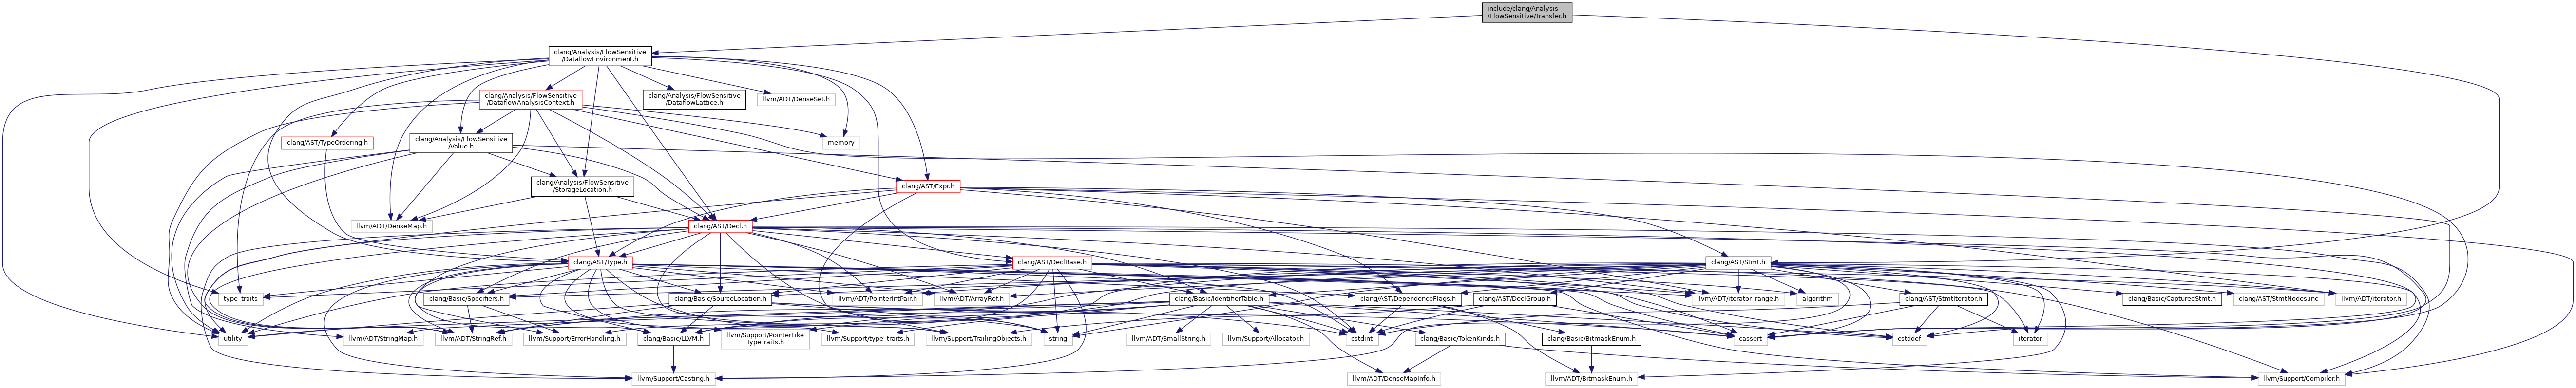 include/clang/Analysis
/FlowSensitive/Transfer.h
clang/Analysis/FlowSensitive
/DataflowEnvironment.h
clang/Analysis/FlowSensitive
/DataflowAnalysisContext.h
clang/Analysis/FlowSensitive
/DataflowLattice.h
llvm/ADT/DenseSet.h
clang/AST/TypeOrdering.h
clang/Analysis/FlowSensitive
/Value.h
memory
clang/Analysis/FlowSensitive
/StorageLocation.h
clang/AST/Expr.h
llvm/ADT/DenseMap.h
clang/AST/Decl.h
clang/AST/Type.h
clang/AST/DeclBase.h
clang/AST/Stmt.h
type_traits
clang/Basic/Specifiers.h
clang/Basic/SourceLocation.h
llvm/ADT/PointerIntPair.h
llvm/ADT/ArrayRef.h
clang/Basic/IdentifierTable.h
clang/AST/DependenceFlags.h
clang/AST/DeclGroup.h
llvm/ADT/iterator_range.h
algorithm
clang/AST/StmtIterator.h
clang/Basic/CapturedStmt.h
clang/AST/StmtNodes.inc
llvm/ADT/iterator.h
utility
llvm/ADT/StringMap.h
llvm/ADT/StringRef.h
llvm/Support/ErrorHandling.h
clang/Basic/LLVM.h
llvm/Support/PointerLike
TypeTraits.h
llvm/Support/type_traits.h
llvm/Support/TrailingObjects.h
string
llvm/ADT/SmallString.h
llvm/Support/Allocator.h
cstdint
clang/Basic/TokenKinds.h
clang/Basic/BitmaskEnum.h
cassert
cstddef
iterator
llvm/Support/Casting.h
llvm/ADT/DenseMapInfo.h
llvm/ADT/BitmaskEnum.h
llvm/Support/Compiler.h